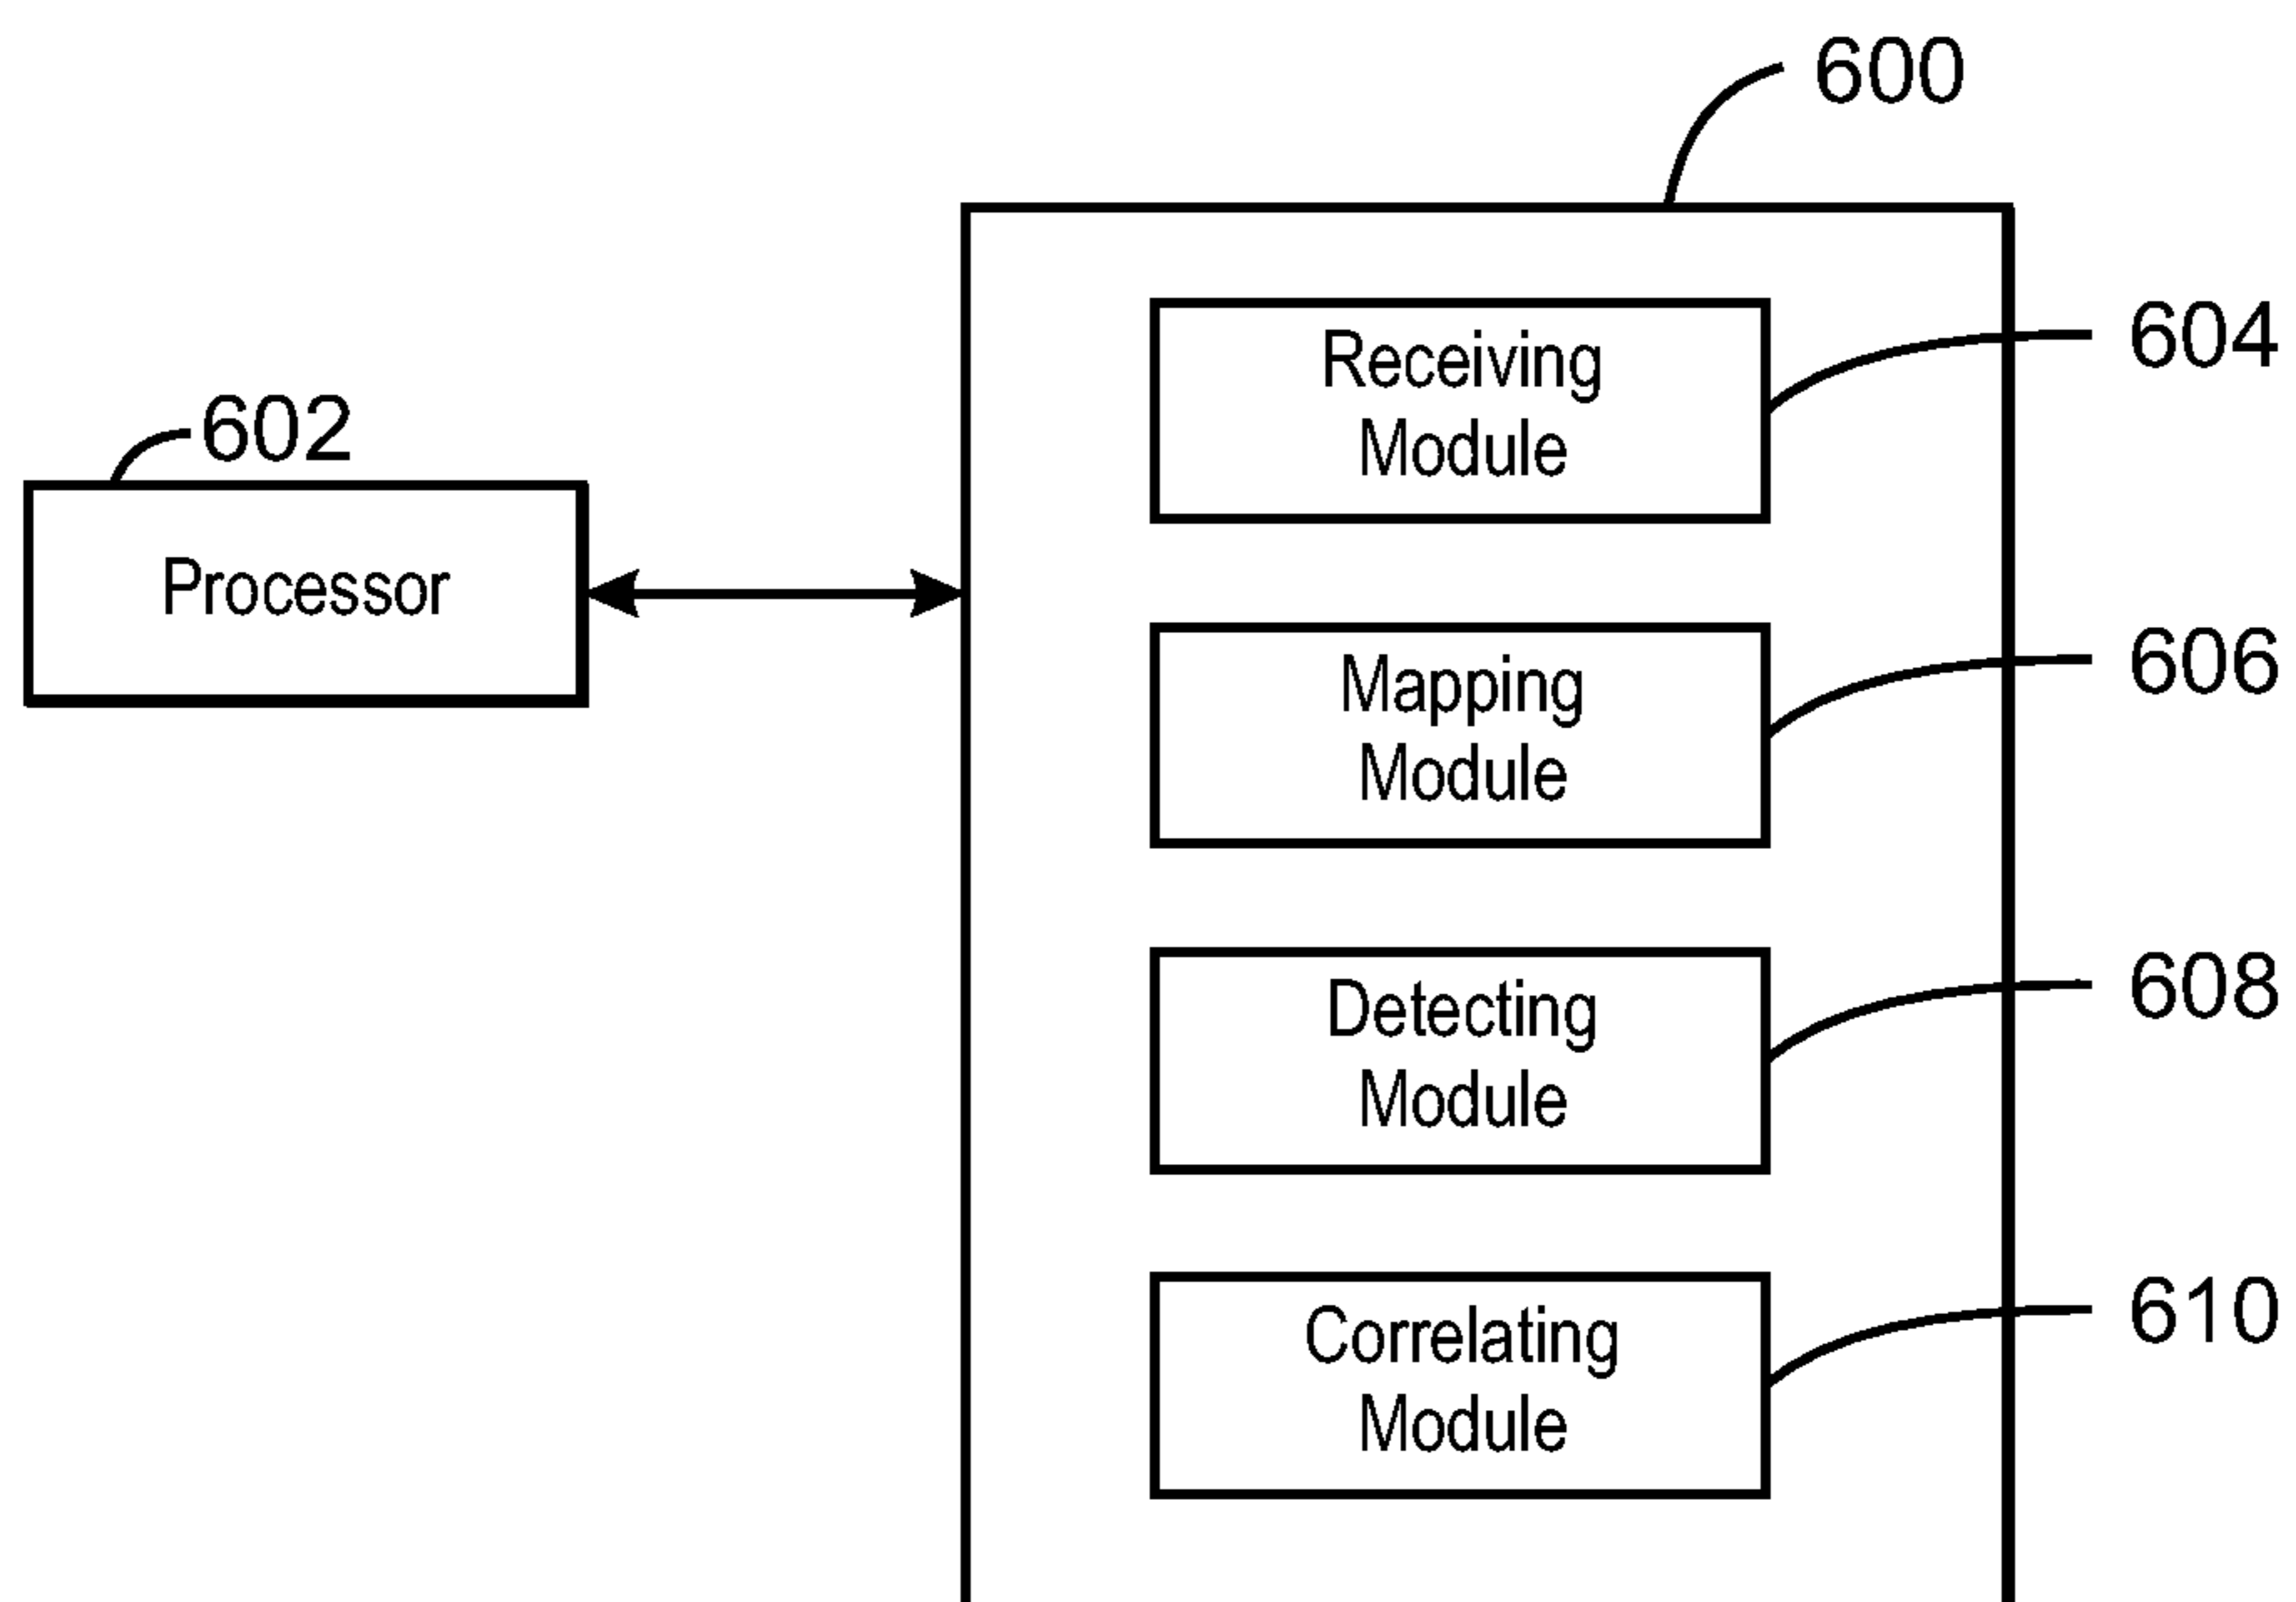 600
Receiving
Module
604
602
Processor
Mapping
Module
606
Detecting
Module
608
Correlating
Module
610